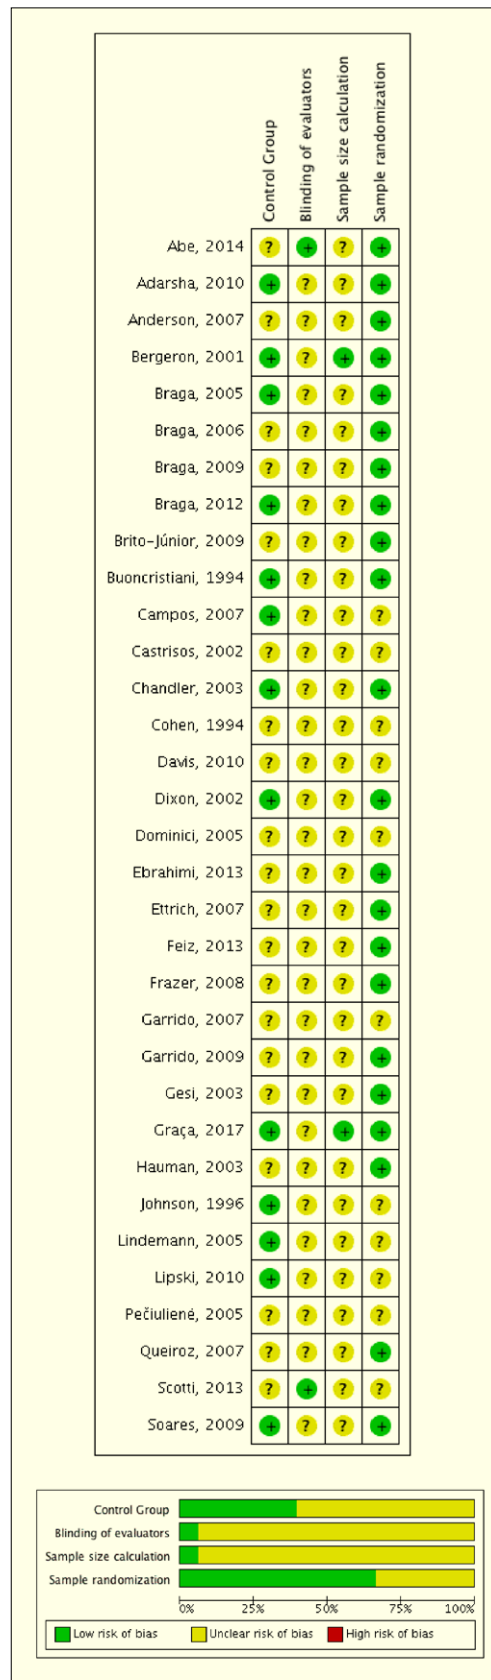 Control Group
Blinding of evaluators
Sample size calculation
Sample randomization
Abe, 2014 ? + ? +
Adarsha, 2010 + ? ? +
Anderson, 2007 ? ? ? +
Bergeron, 2001 + ? + +
Braga, 2005 + ? ? +
Braga, 2006 ? ? ? +
Braga, 2009 ? ? ? +
Braga, 2012 + ? ? +
Brito-Júnior, 2009 ? ? ? +
Buoncristiani, 1994 + ? ? +
Campos, 2007 + ? ? ?
Castrisos, 2002 ? ? ? ?
Chandler, 2003 + ? ? +
Cohen, 1994 ? ? ? ?
Davis, 2010 ? ? ? ?
Dixon, 2002 + ? ? +
Dominici, 2005 ? ? ? ?
Ebrahimi, 2013 ? ? ? +
Ettrich, 2007 ? ? ? +
Feiz, 2013 ? ? ? +
Frazer, 2008 ? ? ? +
Garrido, 2007 ? ? ? ?
Garrido, 2009 ? ? ? +
Gesi, 2003 ? ? ? +
Graça, 2017 + ? + +
Hauman, 2003 ? ? ? +
Johnson, 1996 + ? ? ?
Lindemann, 2005 + ? ? ?
Lipski, 2010 + ? ? ?
Pečiuliené, 2005 ? ? ? ?
Queiroz, 2007 ? ? ? +
Scotti, 2013 ? + ? ?
Soares, 2009 + ? ? +
Control Group
Blinding of evaluators
Sample size calculation
Sample randomization
0% 25% 50% 75% 100%
Low risk of bias Unclear risk of bias High risk of bias